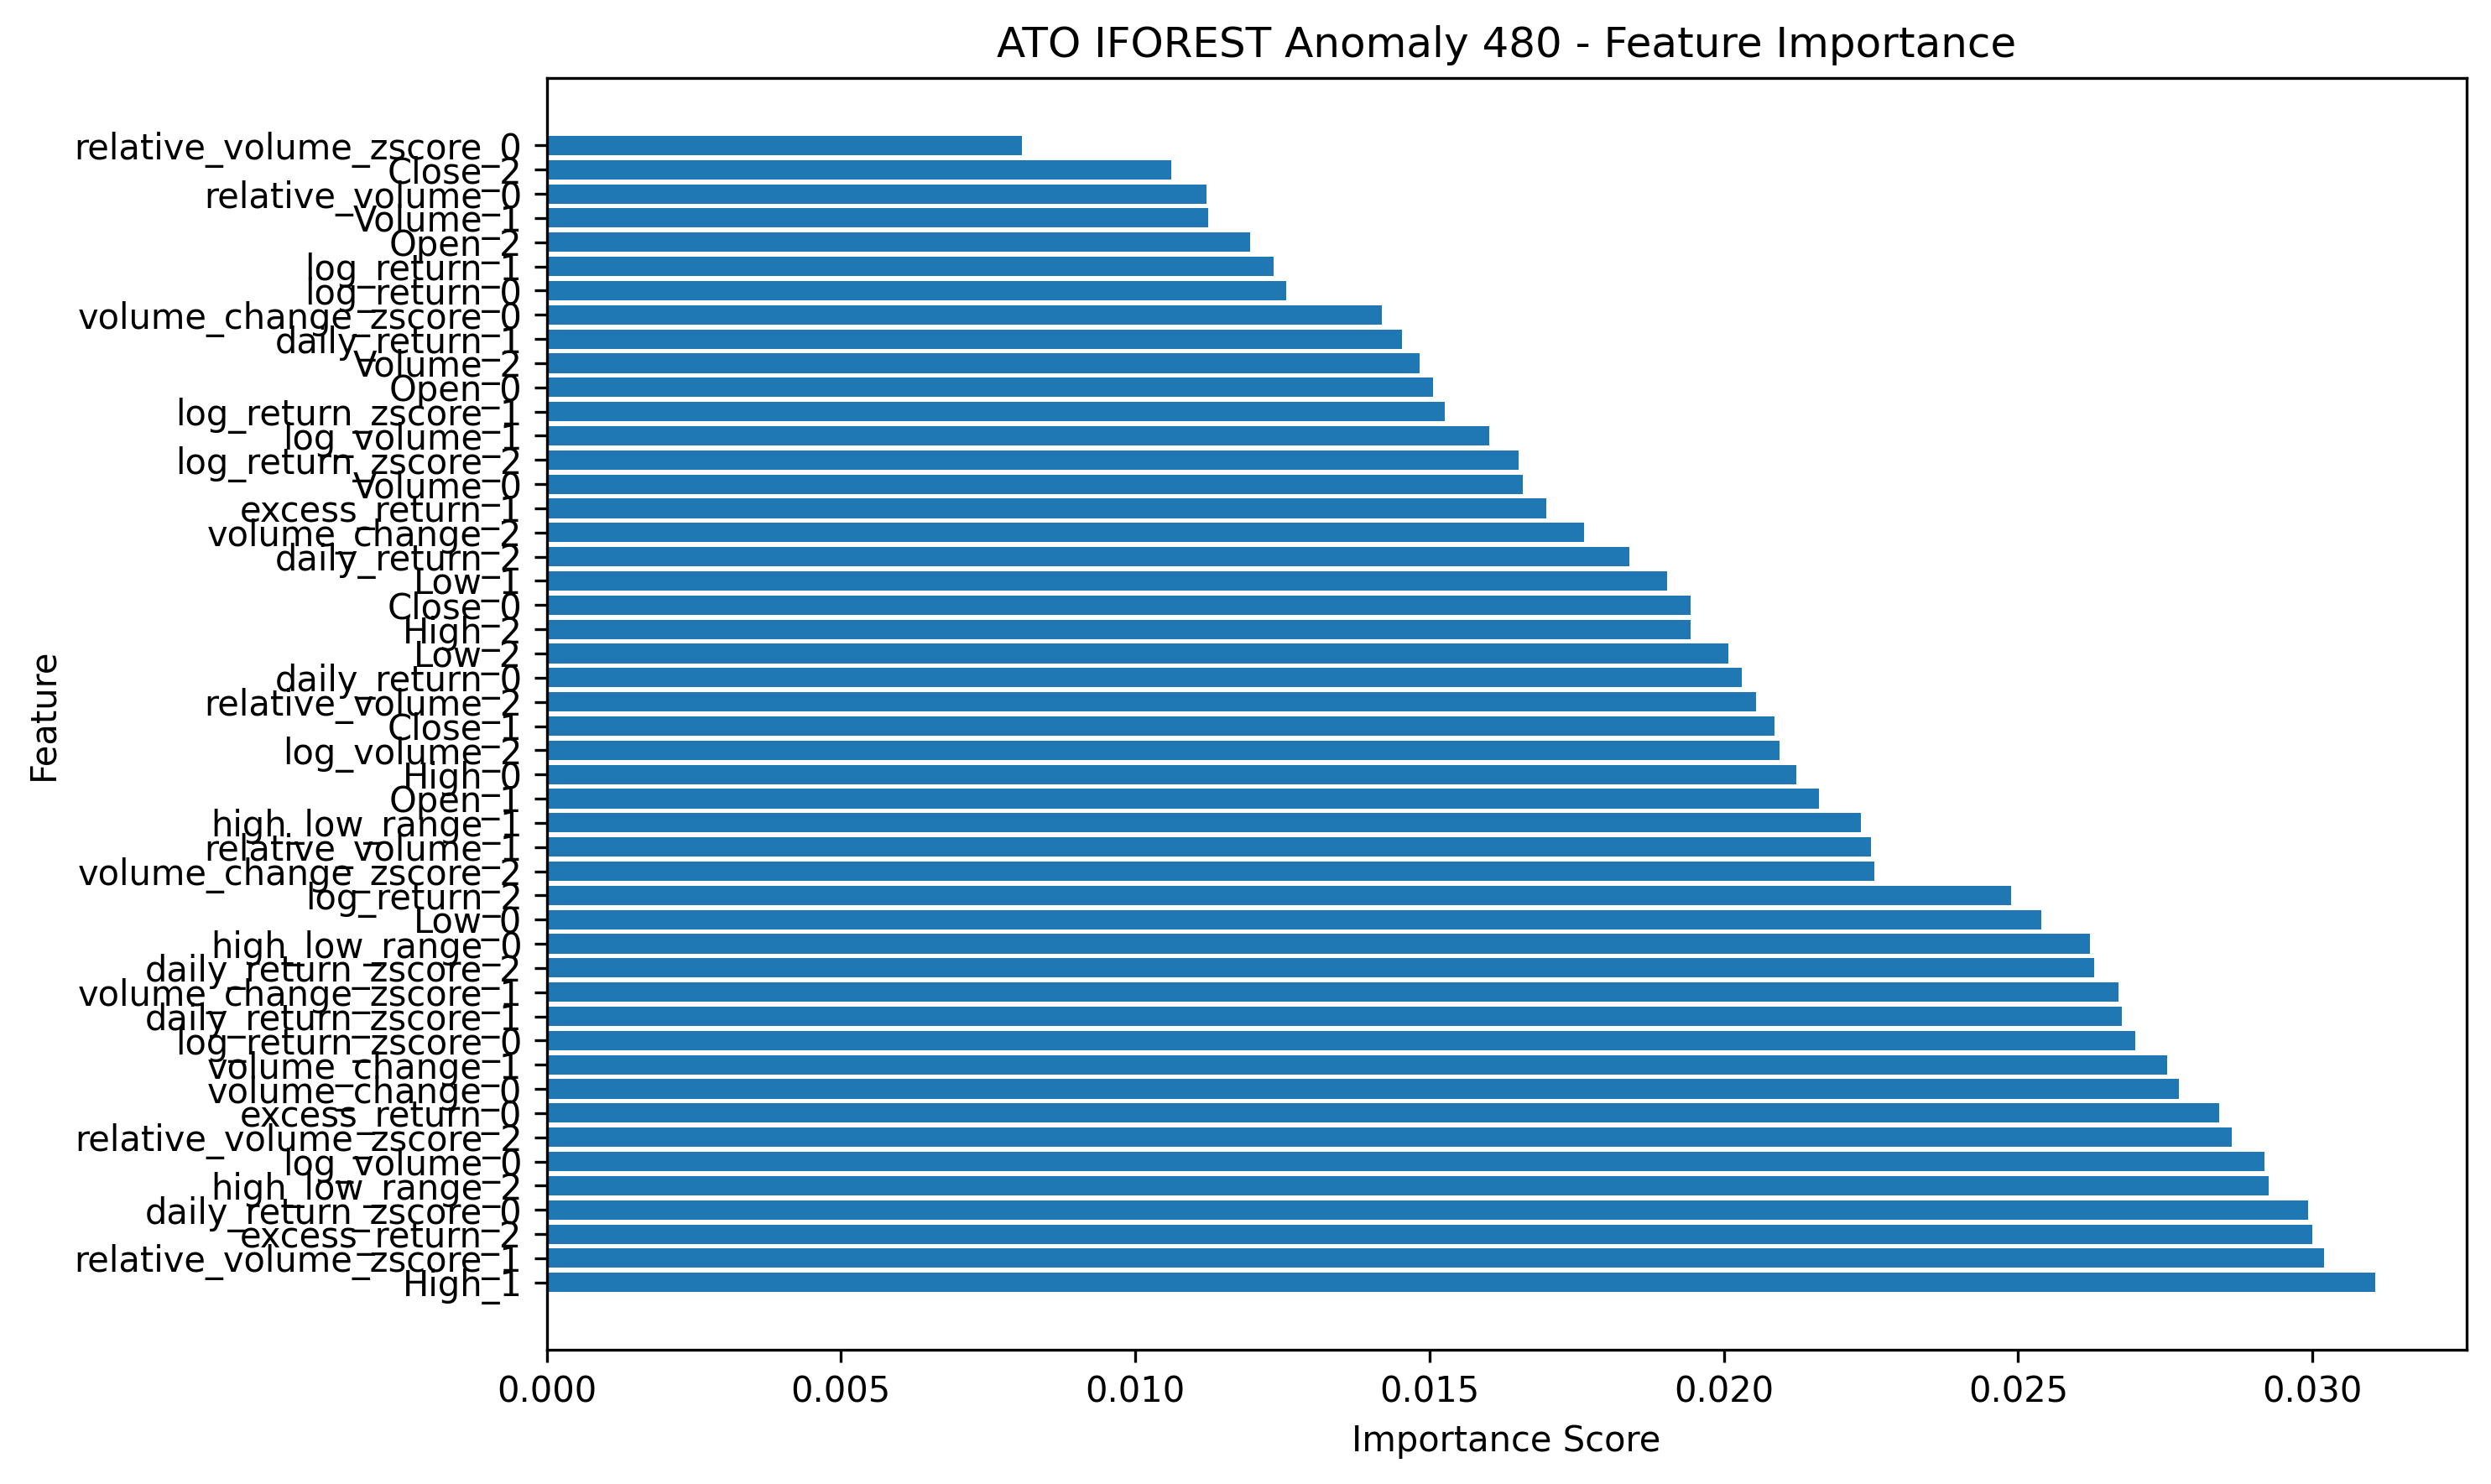 ATO IFOREST Anomaly 480 - Feature Importance
relative_volume_zscore_0
Close_2
relative_volume_0
Volume_1
Open_2
log_return_1
log_return_0
volume_change_zscore_0
daily_return_1
Volume_2
Open_0
log_return_zscore_1
log_volume_1
log_return_zscore_2
Volume_0
excess_return_1
volume_change_2
daily_return_2
Low_1
Close_0
High_2
Low_2
daily_return_0
relative_volume_2
Close_1
log_volume_2
High_0
Open_1
high_low_range_1
relative_volume_1
volume_change_zscore_2
log_return_2
Low_0
high_low_range_0
daily_return_zscore_2
volume_change_zscore_1
daily_return_zscore_1
log_return_zscore_0
volume_change_1
volume_change_0
excess_return_0
relative_volume_zscore_2
log_volume_0
high_low_range_2
daily_return_zscore_0
excess_return_2
relative_volume_zscore_1
High_1
Feature
0.000 0.005 0.010 0.015 0.020 0.025 0.030
Importance Score